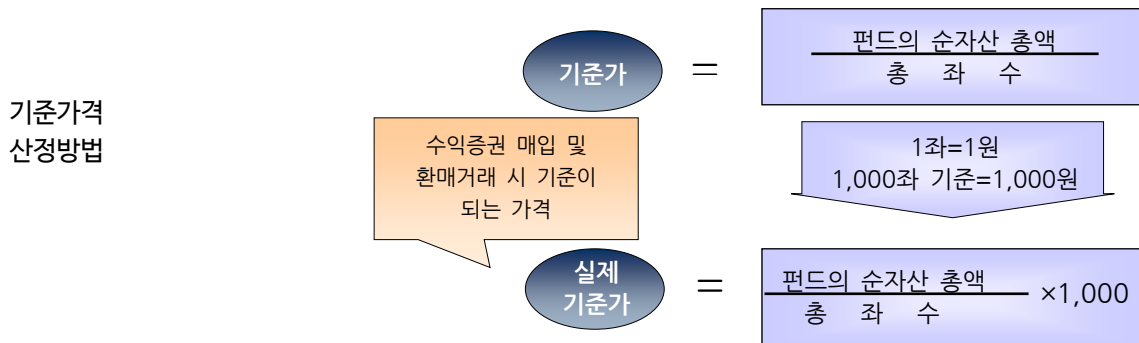 기준가격
산정방법
기준가
=
펀드의 순자산 총액
총 좌 수
수익증권 매입 및
환매거래 시 기준이
되는 가격
1좌=1원
1,000좌 기준=1,000원
실제
기준가
=
펀드의 순자산 총액
총 좌 수
×1,000